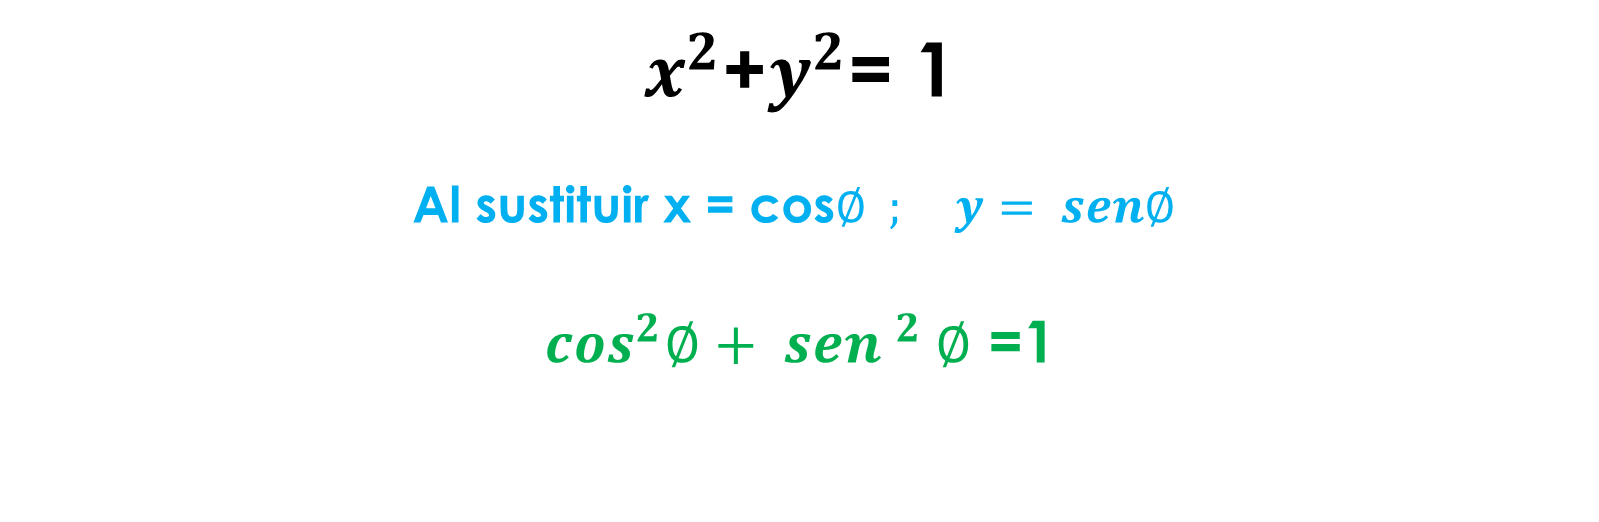 x²+y²= 1
Al sustituir x = cos∅ ; y = sen∅
cos²∅ + sen ² ∅ =1